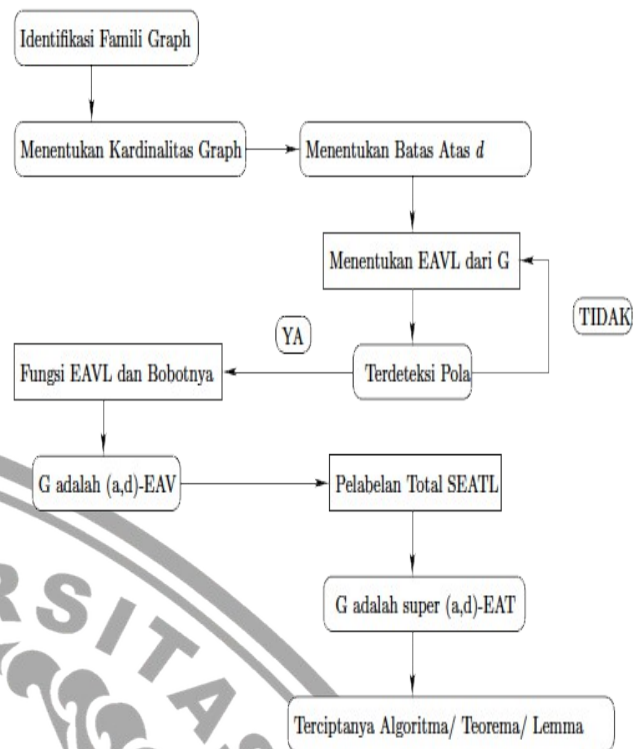 Identifikasi Famili Graph
Menentukan Kardinalitas Graph
Menentukan Batas Atas d
Menentukan EAVL dari G
TIDAK
YA
Terdeteksi Pola
Fungsi EAVL dan Bobotnya
G adalah (a,d)-EAV
Pelabelan Total SEATL
G adalah super (a,d)-EAT
Terciptanya Algoritma/ Teorema/ Lemma
RSITAS